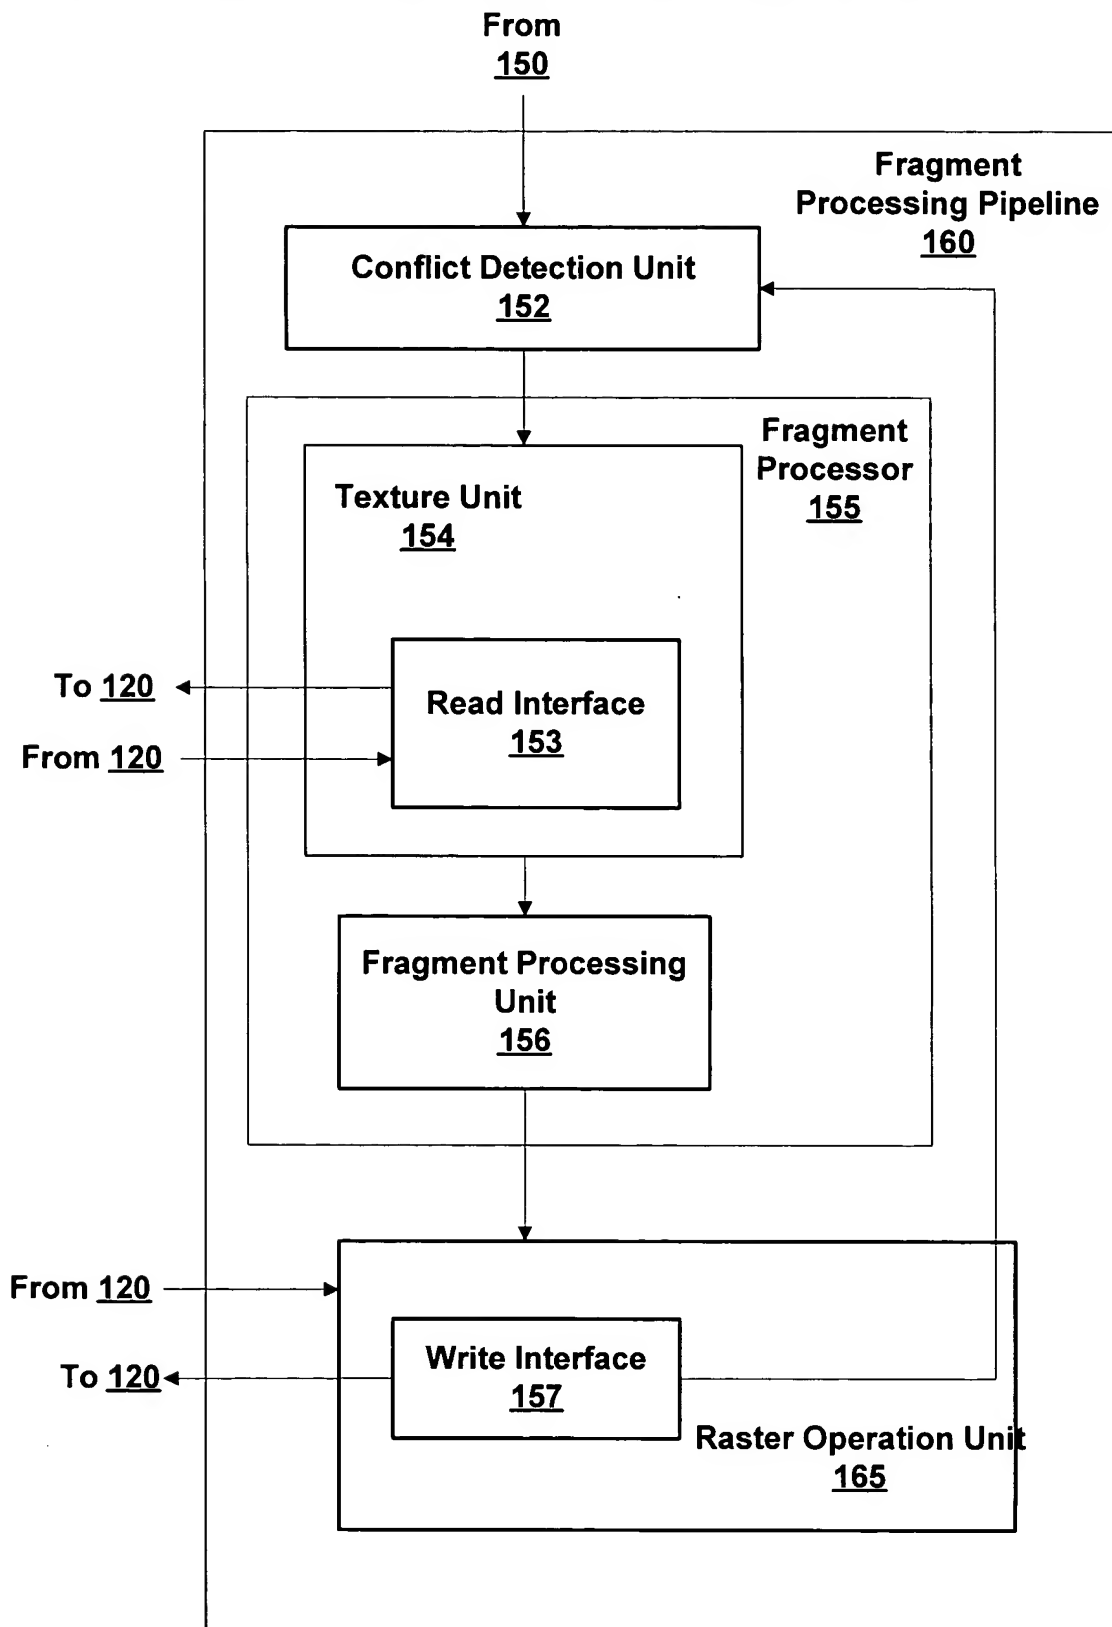 From
150
Fragment
Processing Pipeline
160
Conflict Detection Unit
152
Fragment
Processor
155
Texture Unit
154
To 120
Read Interface
153
From 120
Fragment Processing
Unit
156
From 120
Write Interface
157
To 120
Raster Operation Unit
165